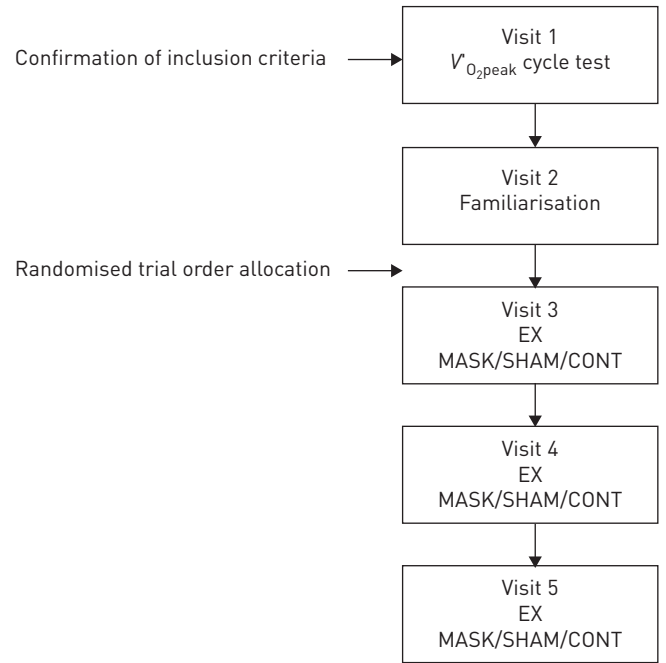 Visit 1
Confirmation of inclusion criteria
V̇O₂peak cycle test
Visit 2
Familiarisation
Randomised trial order allocation
Visit 3
EX
MASK/SHAM/CONT
Visit 4
EX
MASK/SHAM/CONT
Visit 5
EX
MASK/SHAM/CONT